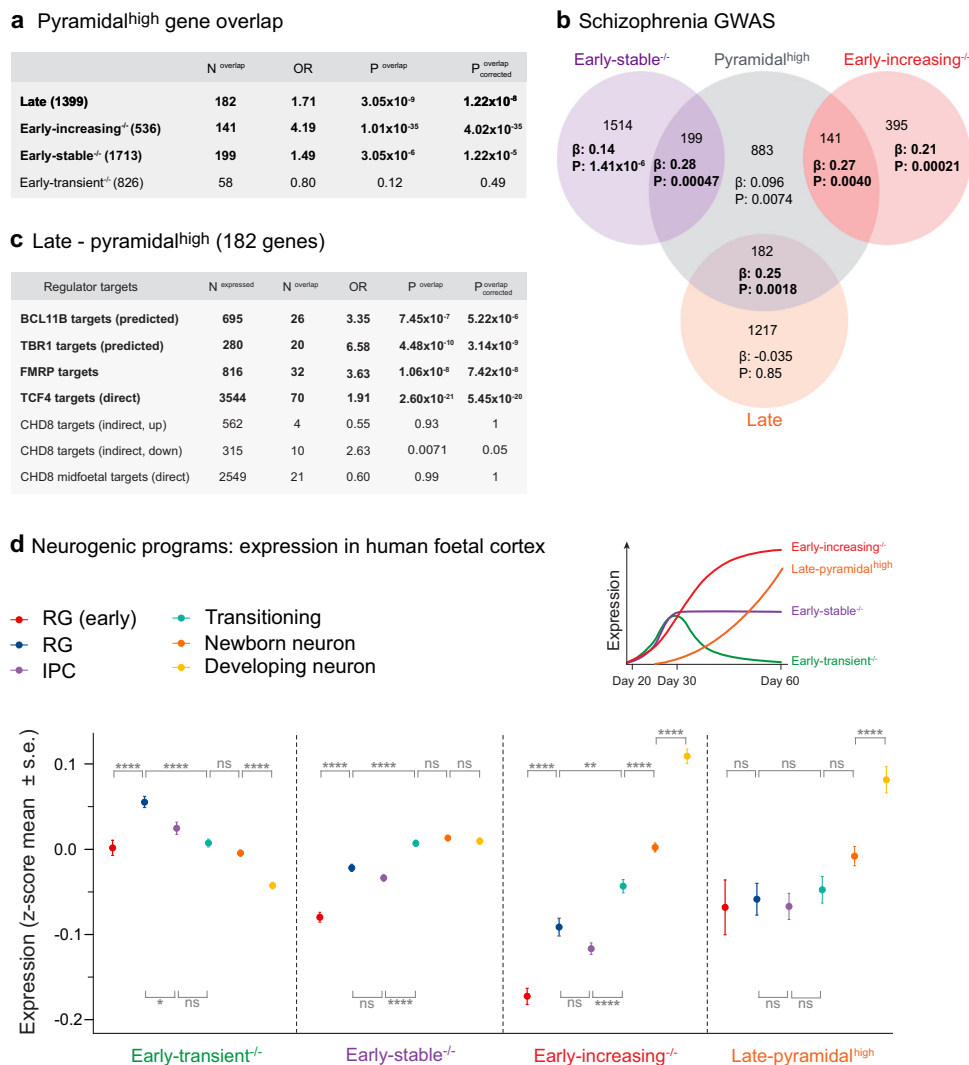 a Pyramidalhigh gene overlap
N overlap OR P overlap P overlap corrected
Late (1399) 182 1.71 3.05x10-9 1.22x10-8
Early-increasing-/- (536) 141 4.19 1.01x10-35 4.02x10-35
Early-stable-/- (1713) 199 1.49 3.05x10-6 1.22x10-5
Early-transient-/- (826) 58 0.80 0.12 0.49
b Schizophrenia GWAS
Early-stable-/- Pyramidalhigh Early-increasing-/-
1514
β: 0.14
P: 1.41x10-6
199
β: 0.28
P: 0.00047
883
β: 0.096
P: 0.0074
141
β: 0.27
P: 0.0040
395
β: 0.21
P: 0.00021
182
β: 0.25
P: 0.0018
1217
β: -0.035
P: 0.85
Late
c Late - pyramidalhigh (182 genes)
Regulator targets N expressed N overlap OR P overlap P overlap corrected
BCL11B targets (predicted) 695 26 3.35 7.45x10-7 5.22x10-6
TBR1 targets (predicted) 280 20 6.58 4.48x10-10 3.14x10-9
FMRP targets 816 32 3.63 1.06x10-8 7.42x10-8
TCF4 targets (direct) 3544 70 1.91 2.60x10-21 5.45x10-20
CHD8 targets (indirect, up) 562 4 0.55 0.93 1
CHD8 targets (indirect, down) 315 10 2.63 0.0071 0.05
CHD8 midfoetal targets (direct) 2549 21 0.60 0.99 1
d Neurogenic programs: expression in human foetal cortex
RG (early)
RG
IPC
Transitioning
Newborn neuron
Developing neuron
Expression
Early-increasing-/-
Late-pyramidalhigh
Early-stable-/-
Early-transient-/-
Day 20 Day 30 Day 60
Expression (z-score mean ± s.e.)
0.1
0.0
-0.1
-0.2
**** **** ns ****
* ns
**** **** ns ns
ns ****
**** ** **** ****
ns ****
ns ns ns ****
ns ns
Early-transient-/- Early-stable-/- Early-increasing-/- Late-pyramidalhigh